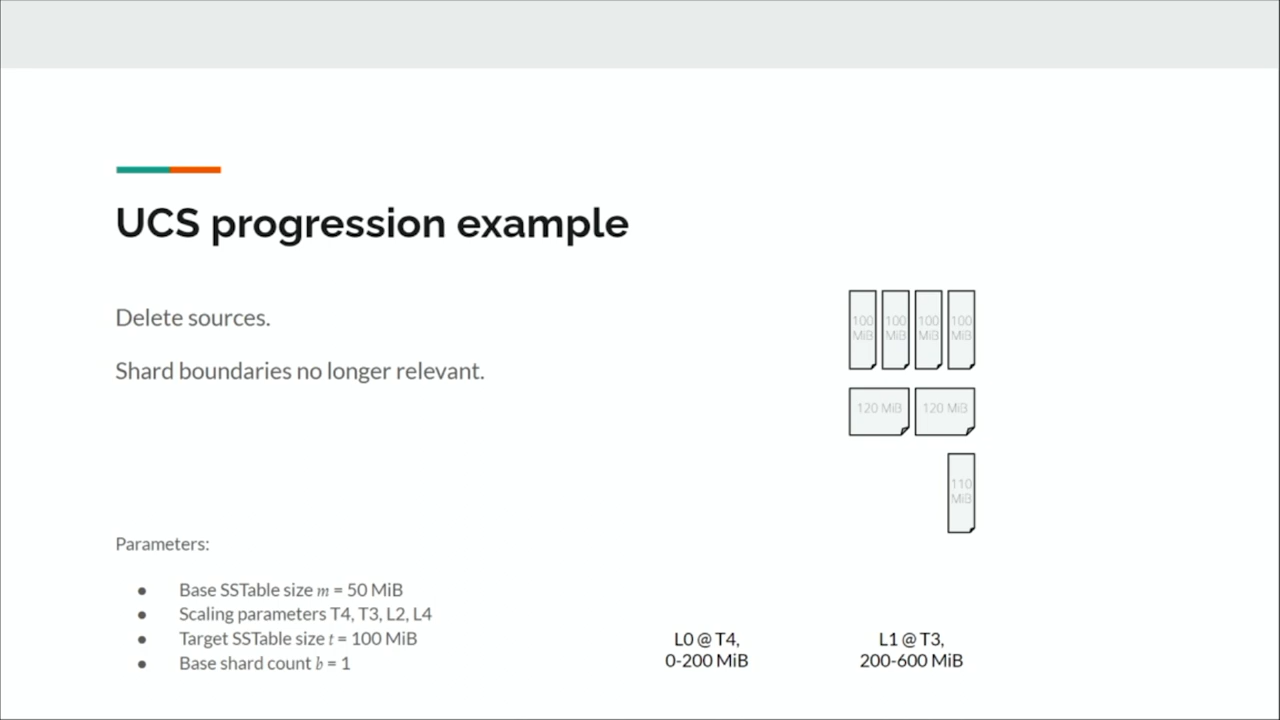 UCS progression example
Delete sources.
Shard boundaries no longer relevant.
100 MiB
100 MiB
100 MiB
100 MiB
120 MiB
120 MiB
110 MiB
Parameters:
● Base SSTable size m = 50 MiB
● Scaling parameters T4, T3, L2, L4
● Target SSTable size t = 100 MiB
● Base shard count b = 1
L0 @ T4,
0-200 MiB
L1 @ T3,
200-600 MiB